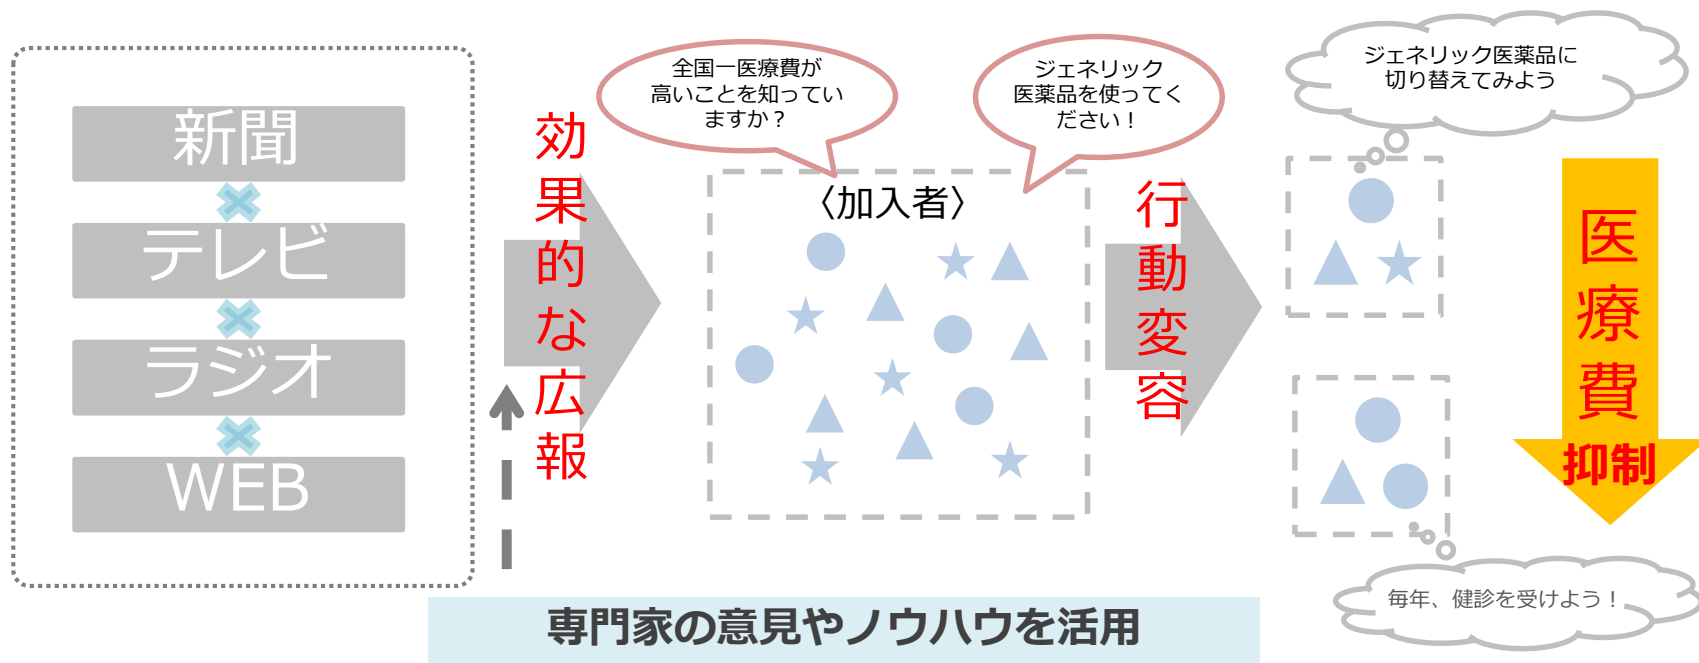 新聞
テレビ
ラジオ
WEB
効果的な広報
全国一医療費が
高いことを知ってい
ますか？
ジェネリック
医薬品を使ってく
ださい！
〈加入者〉
行動変容
ジェネリック医薬品に
切り替えてみよう
毎年、健診を受けよう！
医療費
抑制
専門家の意見やノウハウを活用